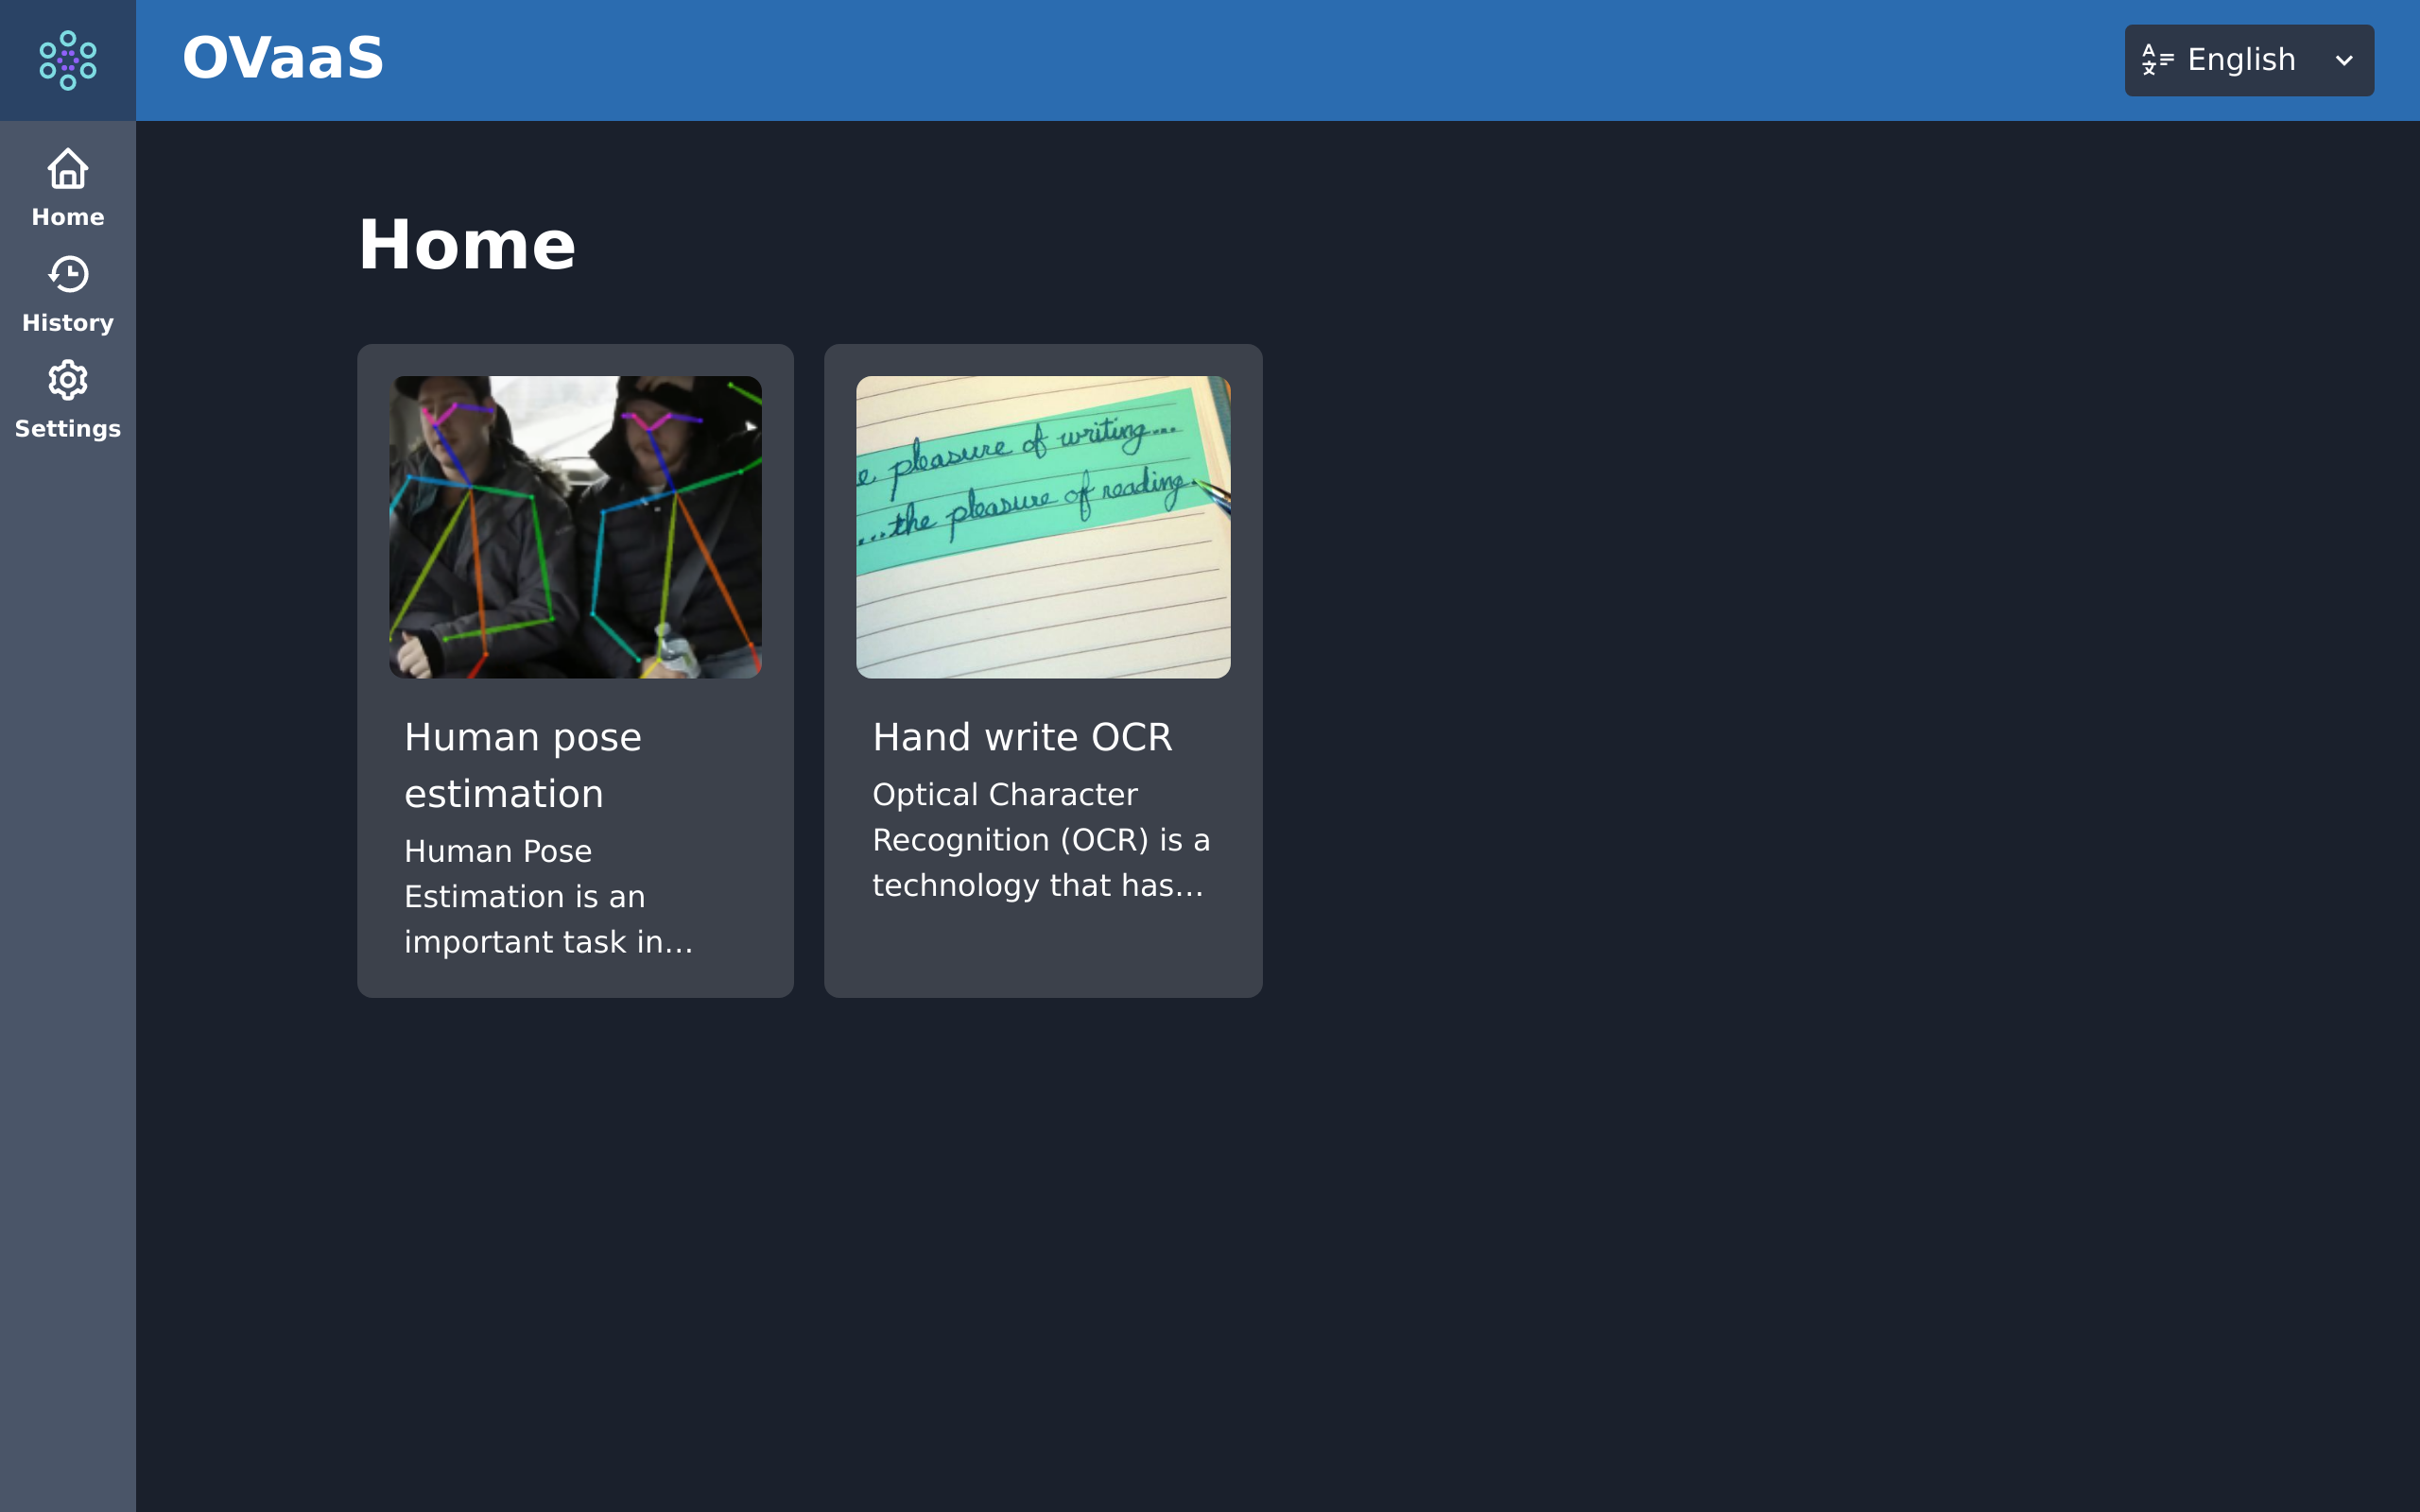 OVaaS
English
Home
History
Settings
Home
e pleasure of writing....
...the pleasure of reading.
Human pose
estimation
Human Pose
Estimation is an
important task in...
Hand write OCR
Optical Character
Recognition (OCR) is a
technology that has...